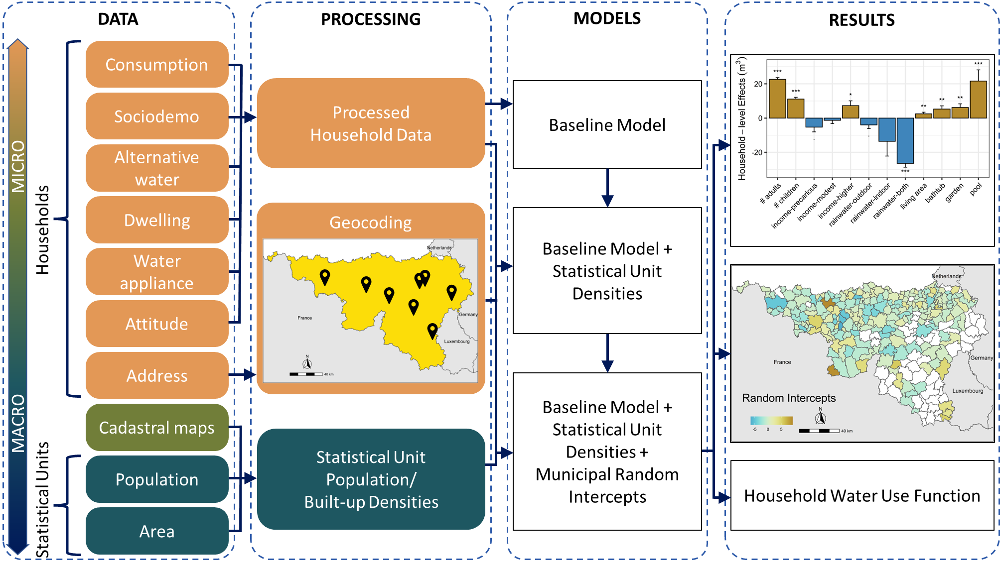 DATA
MICRO
MACRO
Households
Statistical Units
Consumption
Sociodemo
Alternative
water
Dwelling
Water
appliance
Attitude
Address
Cadastral maps
Population
Area
PROCESSING
Processed
Household Data
Geocoding
Netherlands
France
Germany
Luxembourg
N
40 km
Statistical Unit
Population/
Built-up Densities
MODELS
Baseline Model
Baseline Model +
Statistical Unit
Densities
Baseline Model +
Statistical Unit
Densities +
Municipal Random
Intercepts
RESULTS
Household – level Effects (m³)
20
0
-20
***
***
.
*
.
***
**
**
**
***
# adults
# children
income-precarious
income-modest
income-higher
rainwater-outdoor
rainwater-indoor
rainwater-both
living area
bathtub
garden
pool
Netherlands
France
Germany
Luxembourg
Random Intercepts
-5 0 5
N
40 km
Household Water Use Function